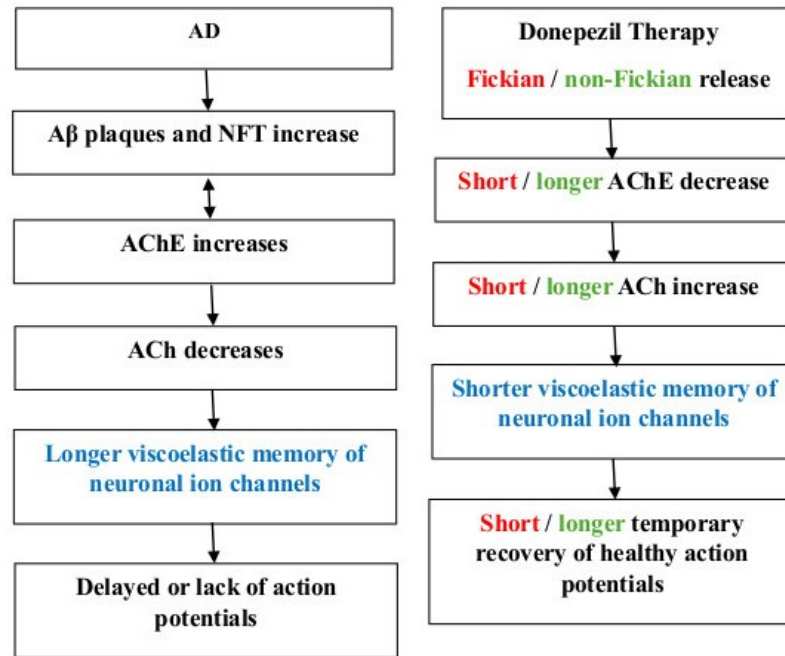 AD
Aβ plaques and NFT increase
AChE increases
ACh decreases
Longer viscoelastic memory of
neuronal ion channels
Delayed or lack of action
potentials
Donepezil Therapy
Fickian / non-Fickian release
Short / longer AChE decrease
Short / longer ACh increase
Shorter viscoelastic memory of
neuronal ion channels
Short / longer temporary
recovery of healthy action
potentials